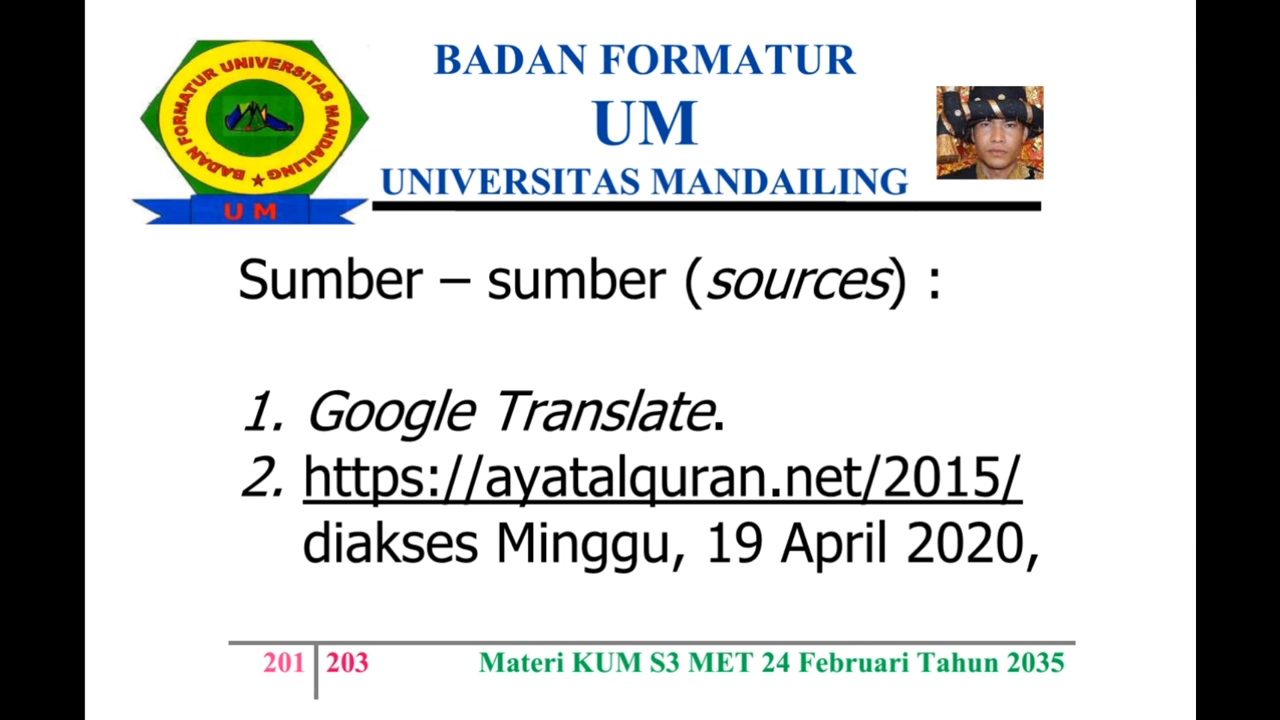 BADAN FORMATUR UNIVERSITAS MANDAILING
U M
BADAN FORMATUR
UM
UNIVERSITAS MANDAILING
Sumber – sumber (sources) :
1. Google Translate.
2. https://ayatalquran.net/2015/
diakses Minggu, 19 April 2020,
201 203 Materi KUM S3 MET 24 Februari Tahun 2035